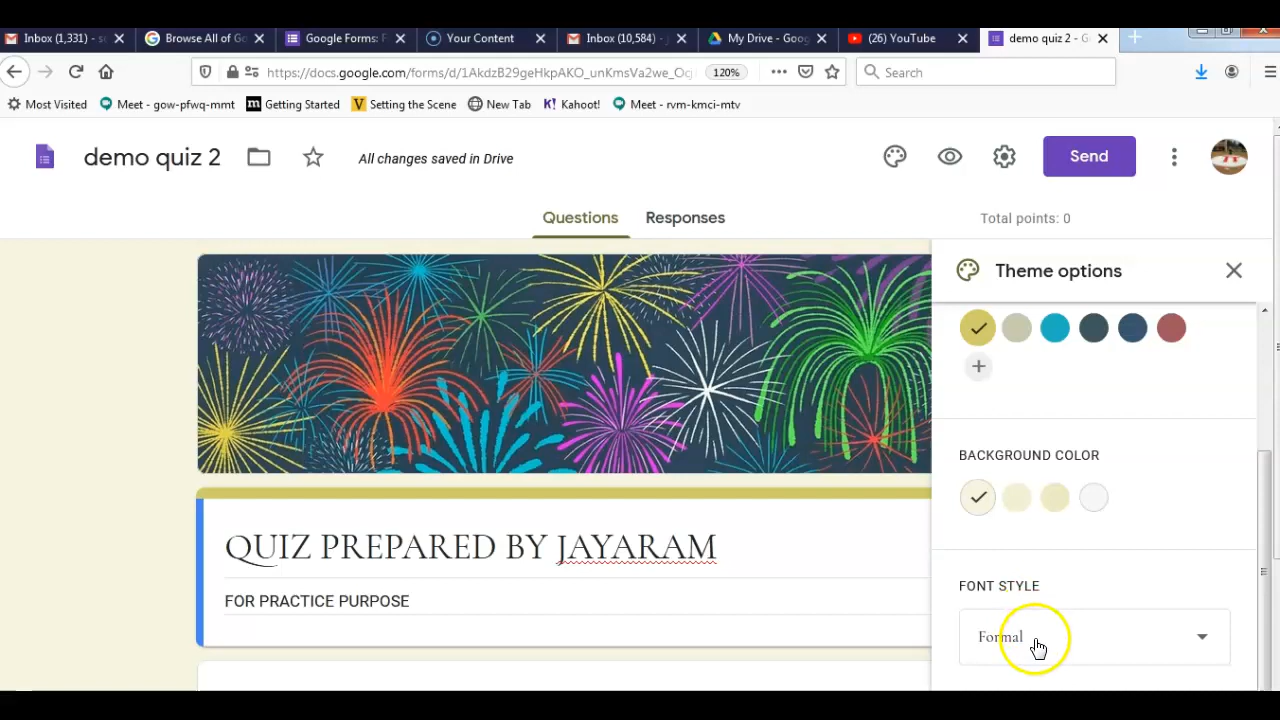 Inbox (1,331) - se
Browse All of Go
Google Forms: F
Your Content
Inbox (10,584) -
My Drive - Goog
(26) YouTube
demo quiz 2 - G
https://docs.google.com/forms/d/1AkdzB29geHkpAKO_unKmsVa2we_Og
120%
Search
Most Visited
Meet - gow-pfwq-mmt
Getting Started
Setting the Scene
New Tab
K! Kahoot!
Meet - rvm-kmci-mtv
demo quiz 2
All changes saved in Drive
Send
Questions
Responses
Total points: 0
Theme options
BACKGROUND COLOR
QUIZ PREPARED BY JAYARAM
FOR PRACTICE PURPOSE
FONT STYLE
Formal